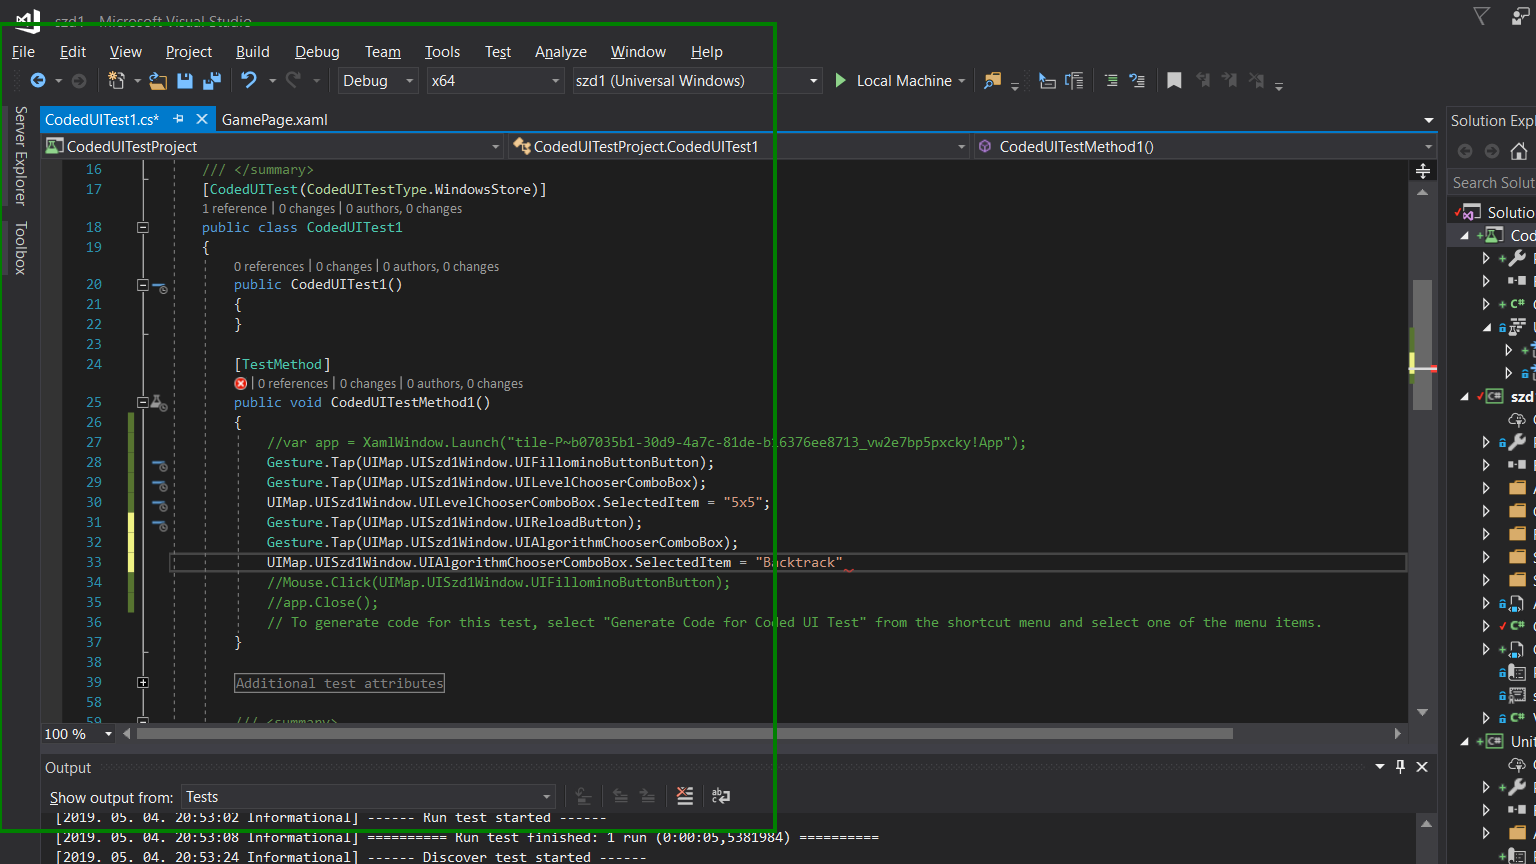 szd1 - Microsoft Visual Studio
File Edit View Project Build Debug Team Tools Test Analyze Window Help
Debug x64 szd1 (Universal Windows) Local Machine
Server Explorer
Toolbox
CodedUITest1.cs* GamePage.xaml
CodedUITestProject CodedUITestProject.CodedUITest1 CodedUITestMethod1()
16 /// </summary>
17 [CodedUITest(CodedUITestType.WindowsStore)]
1 reference | 0 changes | 0 authors, 0 changes
18 public class CodedUITest1
19 {
0 references | 0 changes | 0 authors, 0 changes
20 public CodedUITest1()
21 {
22 }
23
24 [TestMethod]
| 0 references | 0 changes | 0 authors, 0 changes
25 public void CodedUITestMethod1()
26 {
27 //var app = XamlWindow.Launch("tile-P~b07035b1-30d9-4a7c-81de-b16376ee8713_vw2e7bp5pxcky!App");
28 Gesture.Tap(UIMap.UISzd1Window.UIFillominoButtonButton);
29 Gesture.Tap(UIMap.UISzd1Window.UILevelChooserComboBox);
30 UIMap.UISzd1Window.UILevelChooserComboBox.SelectedItem = "5x5";
31 Gesture.Tap(UIMap.UISzd1Window.UIReloadButton);
32 Gesture.Tap(UIMap.UISzd1Window.UIAlgorithmChooserComboBox);
33 UIMap.UISzd1Window.UIAlgorithmChooserComboBox.SelectedItem = "Backtrack"
34 //Mouse.Click(UIMap.UISzd1Window.UIFillominoButtonButton);
35 //app.Close();
36 // To generate code for this test, select "Generate Code for Coded UI Test" from the shortcut menu and select one of the menu items.
37 }
38
39 Additional test attributes
58
59 /// <summary>
100 %
Output
Show output from: Tests
[2019. 05. 04. 20:53:02 Informational] ------ Run test started ------
[2019. 05. 04. 20:53:08 Informational] ========== Run test finished: 1 run (0:00:05,5381984) ==========
[2019. 05. 04. 20:53:24 Informational] ------ Discover test started ------
Solution Expl
Search Solut
Solutio
Cod
szd
Unit